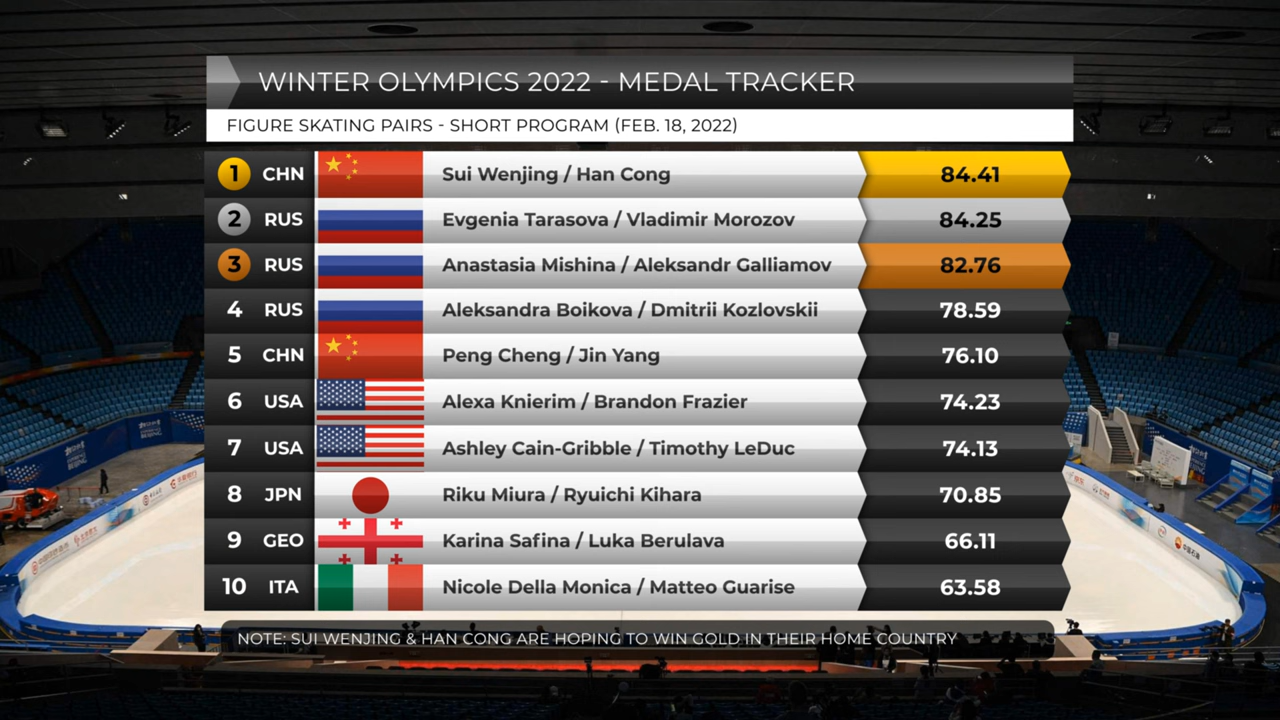 WINTER OLYMPICS 2022 - MEDAL TRACKER
FIGURE SKATING PAIRS - SHORT PROGRAM (FEB. 18, 2022)
1 CHN Sui Wenjing / Han Cong 84.41
2 RUS Evgenia Tarasova / Vladimir Morozov 84.25
3 RUS Anastasia Mishina / Aleksandr Galliamov 82.76
4 RUS Aleksandra Boikova / Dmitrii Kozlovskii 78.59
5 CHN Peng Cheng / Jin Yang 76.10
6 USA Alexa Knierim / Brandon Frazier 74.23
7 USA Ashley Cain-Gribble / Timothy LeDuc 74.13
8 JPN Riku Miura / Ryuichi Kihara 70.85
9 GEO Karina Safina / Luka Berulava 66.11
10 ITA Nicole Della Monica / Matteo Guarise 63.58
NOTE: SUI WENJING & HAN CONG ARE HOPING TO WIN GOLD IN THEIR HOME COUNTRY